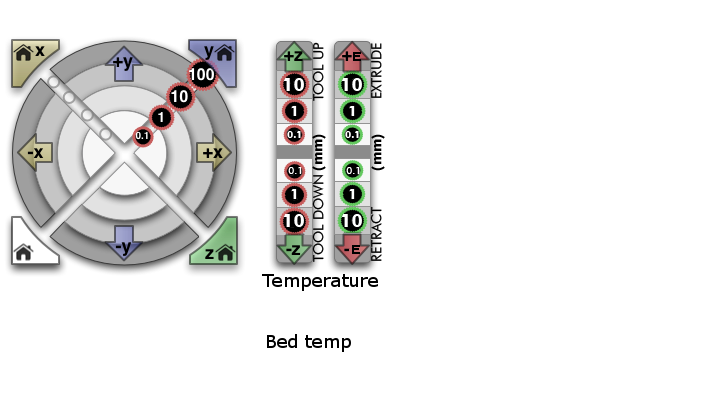 x
y
+y
100
10
1
0.1
-x
+x
-y
z
+Z
10
1
0.1
0.1
1
10
-Z
TOOL UP
TOOL DOWN (mm)
+E
10
1
0.1
0.1
1
10
-E
EXTRUDE
(mm)
RETRACT
Temperature
Bed temp